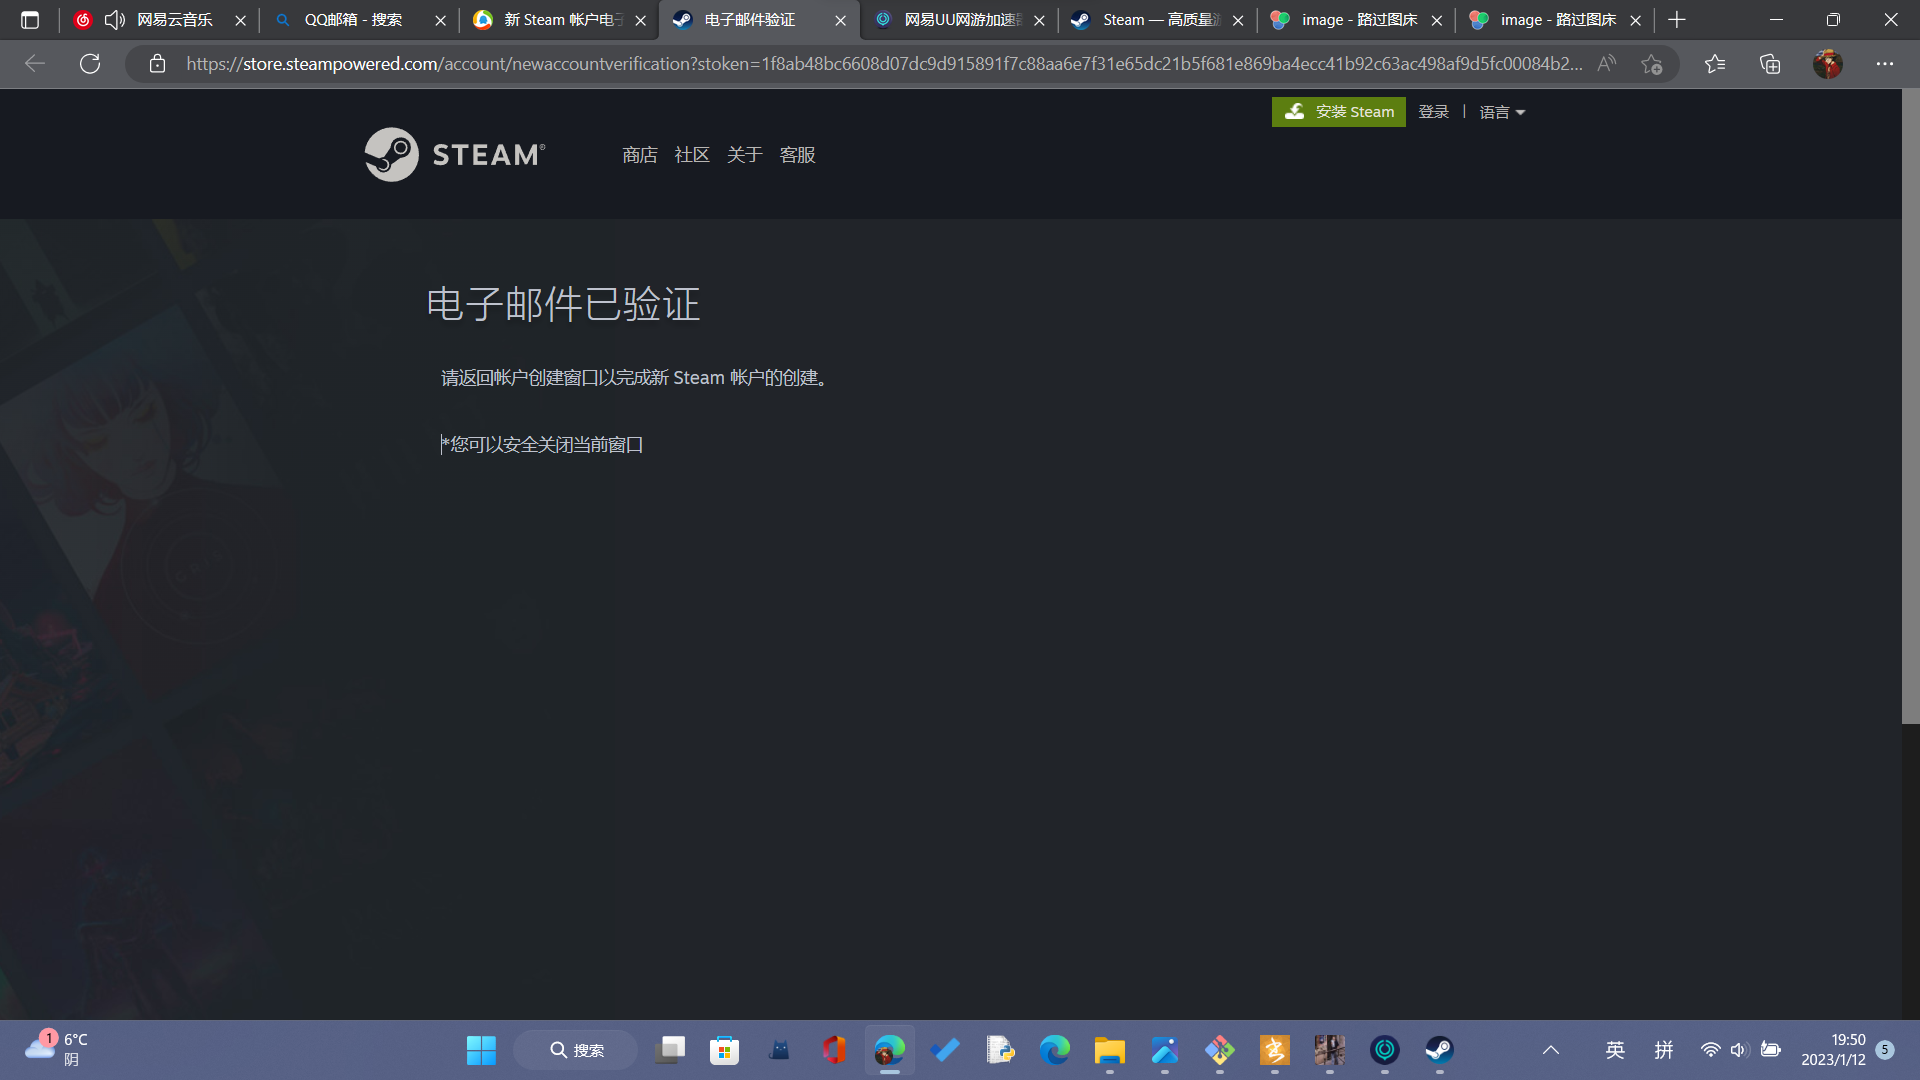 网易云音乐
QQ邮箱 - 搜索
新 Steam 帐户电子
电子邮件验证
网易UU网游加速器
Steam — 高质量游
image - 路过图床
image - 路过图床
https://store.steampowered.com/account/newaccountverification?stoken=1f8ab48bc6608d07dc9d915891f7c88aa6e7f31e65dc21b5f681e869ba4ecc41b92c63ac498af9d5fc00084b2...
安装 Steam
登录 | 语言
STEAM®
商店 社区 关于 客服
电子邮件已验证
请返回帐户创建窗口以完成新 Steam 帐户的创建。
*您可以安全关闭当前窗口
1
6°C
阴
搜索
英
拼
19:50
2023/1/12
5